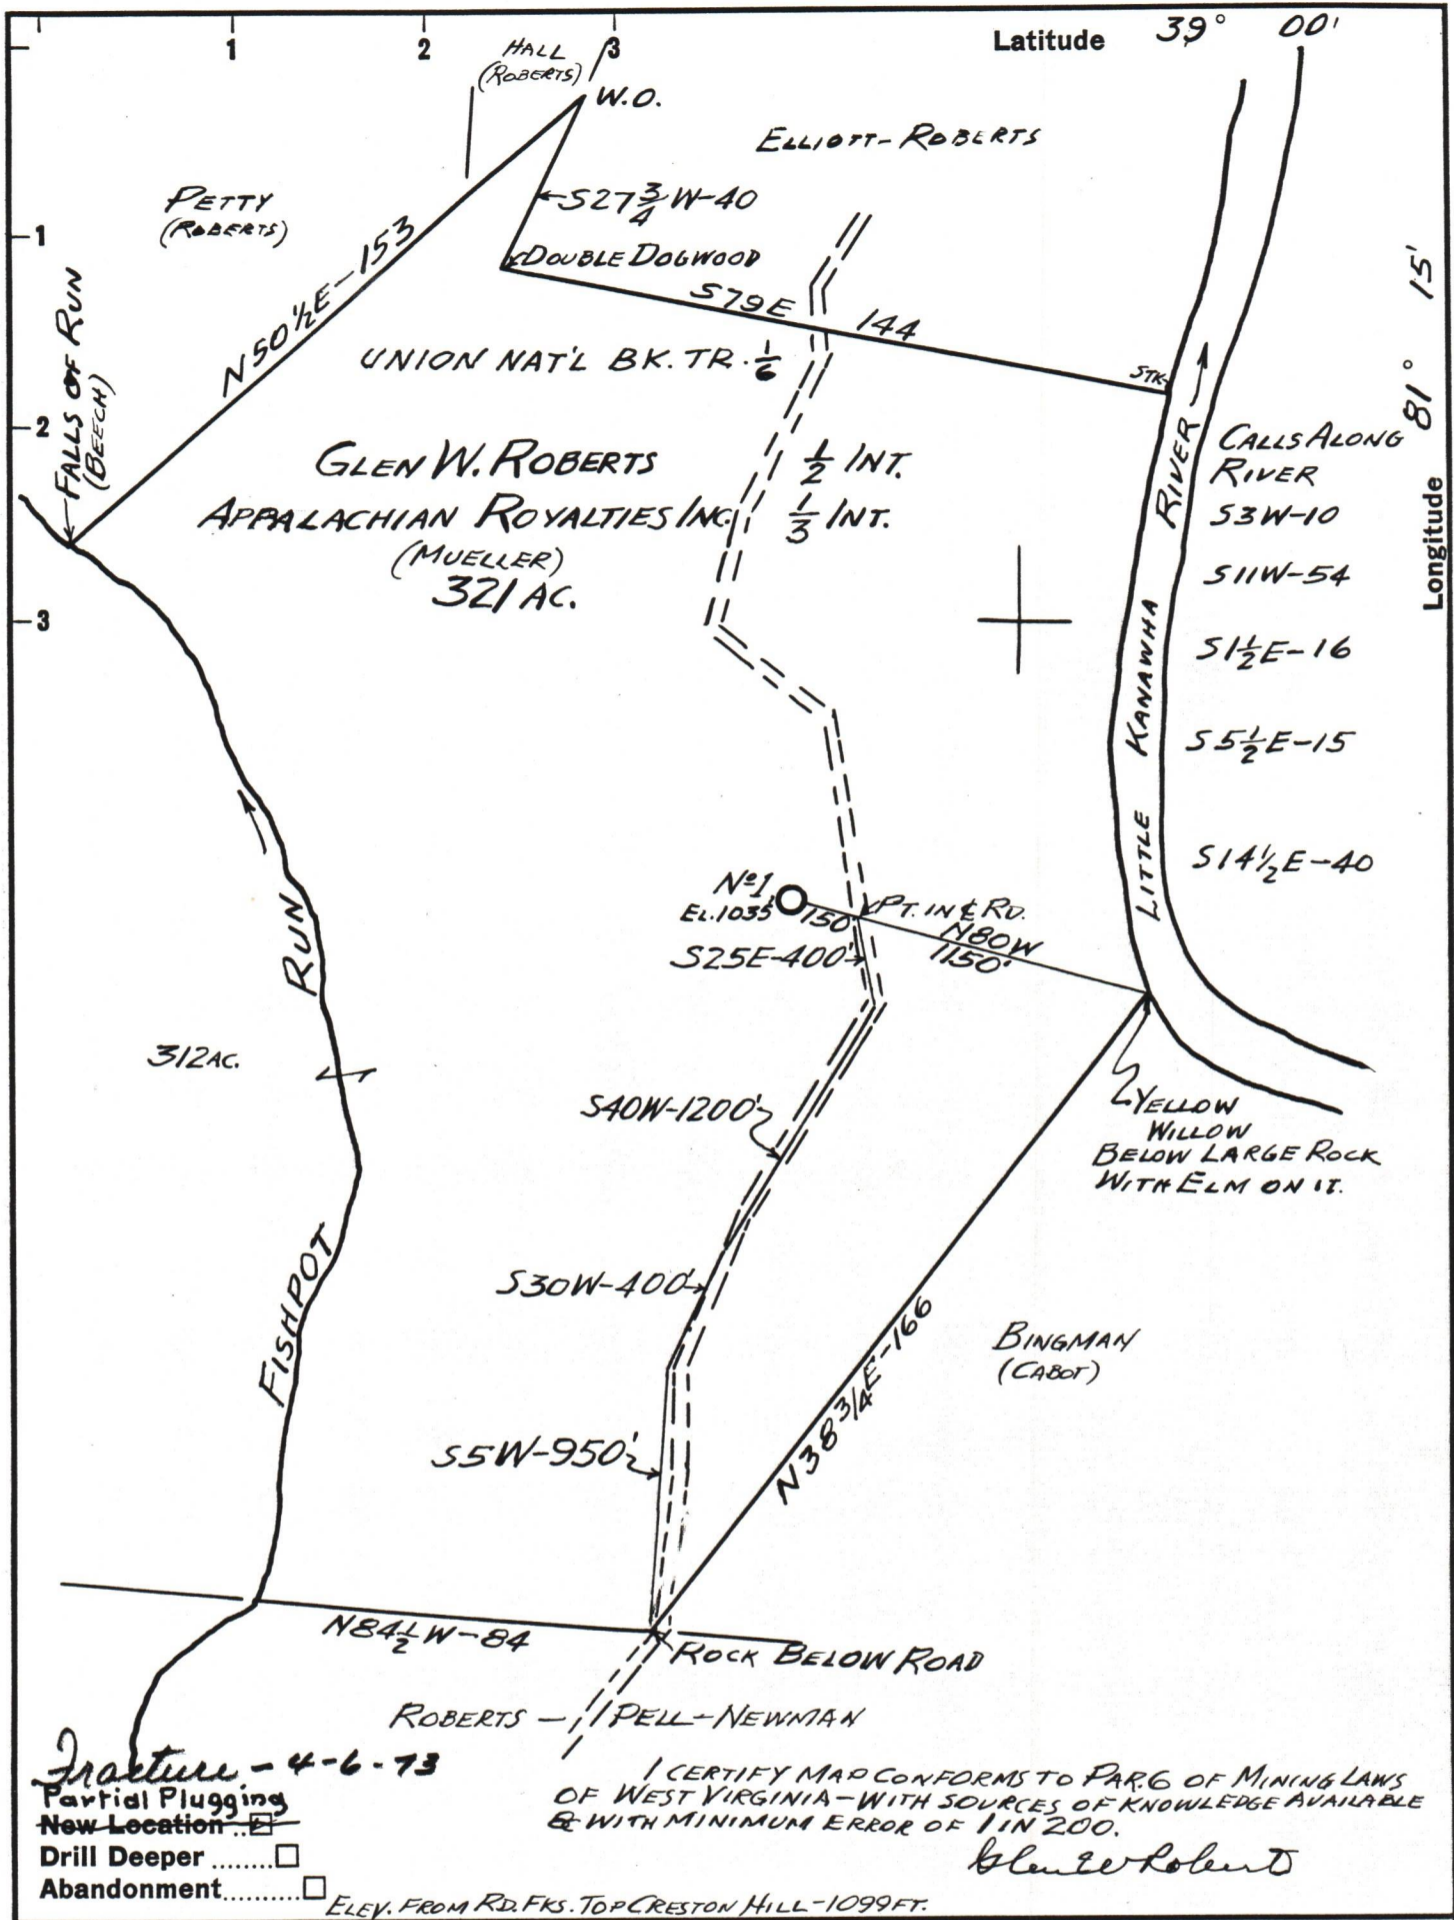 1 2 3
Latitude 39° 00'
HALL
(ROBERTS)
W.O.
ELLIOTT-ROBERTS
PETTY
(ROBERTS)
S27 3/4 W-40
1
DOUBLE DOGWOOD
N 50 1/2 E-153
S79E 144
81° 15'
Longitude
FALLS OF RUN
(BEECH)
UNION NAT'L BK. TR. 1/6
STK
2
GLEN W. ROBERTS 1/2 INT.
APPALACHIAN ROYALTIES INC. 1/3 INT.
(MUELLER)
321 AC.
3
LITTLE KANAWHA RIVER
CALLS ALONG
RIVER
S3W-10
S11W-54
S1 1/2 E-16
S5 1/2 E-15
S14 1/2 E-40
Nº1
EL.1035'
150'
PT. IN ℄ RD.
N80W
1150'
S25E-400'
312 AC.
FISHPOT RUN
S40W-1200'
YELLOW
WILLOW
BELOW LARGE ROCK
WITH ELM ON IT.
S30W-400'
BINGMAN
(CABOT)
N38 3/4 E-166
S5W-950'
N84 1/2 W-84
ROCK BELOW ROAD
ROBERTS - PELL-NEWMAN
Fracture - 4-6-73
Partial Plugging
New Location ..
Drill Deeper ........
Abandonment..........
I CERTIFY MAP CONFORMS TO PAR.6 OF MINING LAWS
OF WEST VIRGINIA-WITH SOURCES OF KNOWLEDGE AVAILABLE
& WITH MINIMUM ERROR OF 1 IN 200.
Glen W Roberts
ELEV. FROM RD. FKS. TOP CRESTON HILL-1099FT.